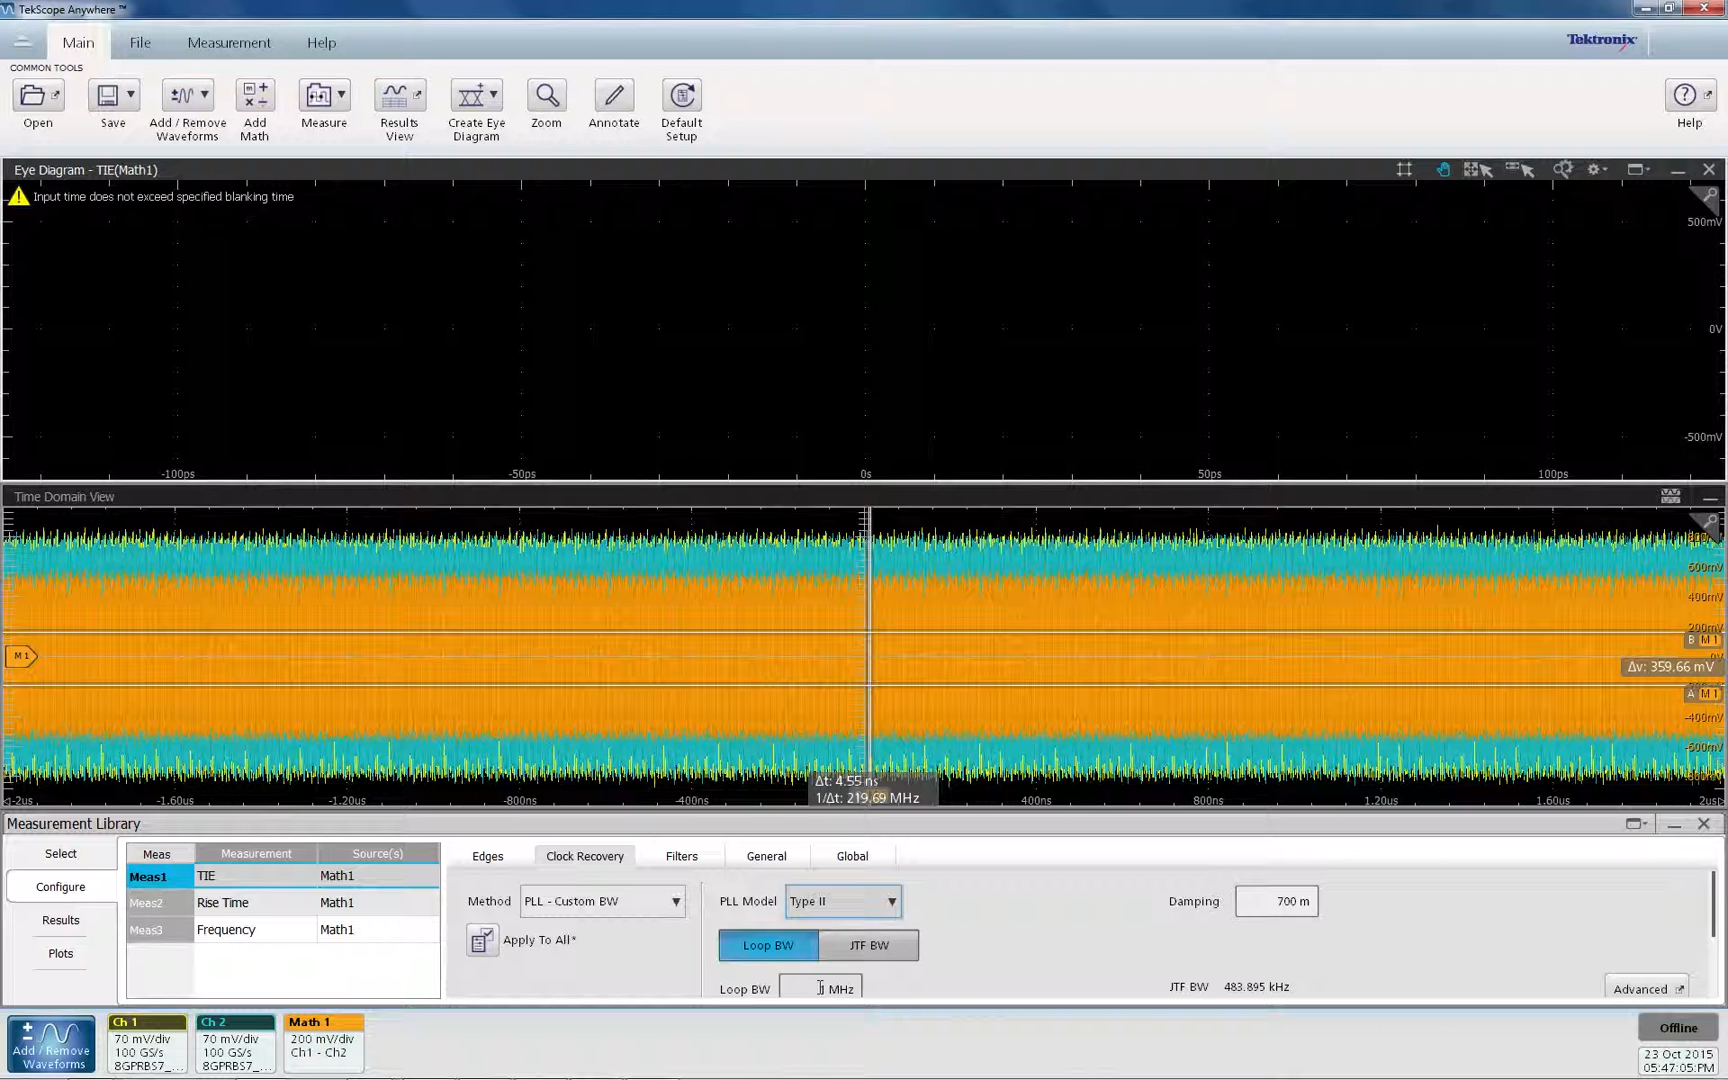 TekScope Anywhere ™
Main File Measurement Help
Tektronix
COMMON TOOLS
Open
Save
Add / Remove Waveforms
Add Math
Measure
Results View
Create Eye Diagram
Zoom
Annotate
Default Setup
Help
Eye Diagram - TIE(Math1)
Input time does not exceed specified blanking time
500mV
0V
-500mV
-100ps -50ps 0s 50ps 100ps
Time Domain View
600mV
400mV
200mV
B M 1
M 1
Δv: 359.66 mV
A M 1
-400mV
-600mV
Δt: 4.55 ns
1/Δt: 219.69 MHz
-2us -1.60us -1.20us -800ns -400ns 400ns 800ns 1.20us 1.60us 2us
Measurement Library
Select
Configure
Results
Plots
Meas Measurement Source(s)
Meas1 TIE Math1
Meas2 Rise Time Math1
Meas3 Frequency Math1
Edges Clock Recovery Filters General Global
Method PLL - Custom BW
Apply To All*
PLL Model Type II
Loop BW JTF BW
Loop BW 1 MHz
Damping 700 m
JTF BW 483.895 kHz
Advanced
Add / Remove Waveforms
Ch 1
70 mV/div
100 GS/s
8GPRBS7_...
Ch 2
70 mV/div
100 GS/s
8GPRBS7_...
Math 1
200 mV/div
Ch1 - Ch2
Offline
23 Oct 2015
05:47:05:PM